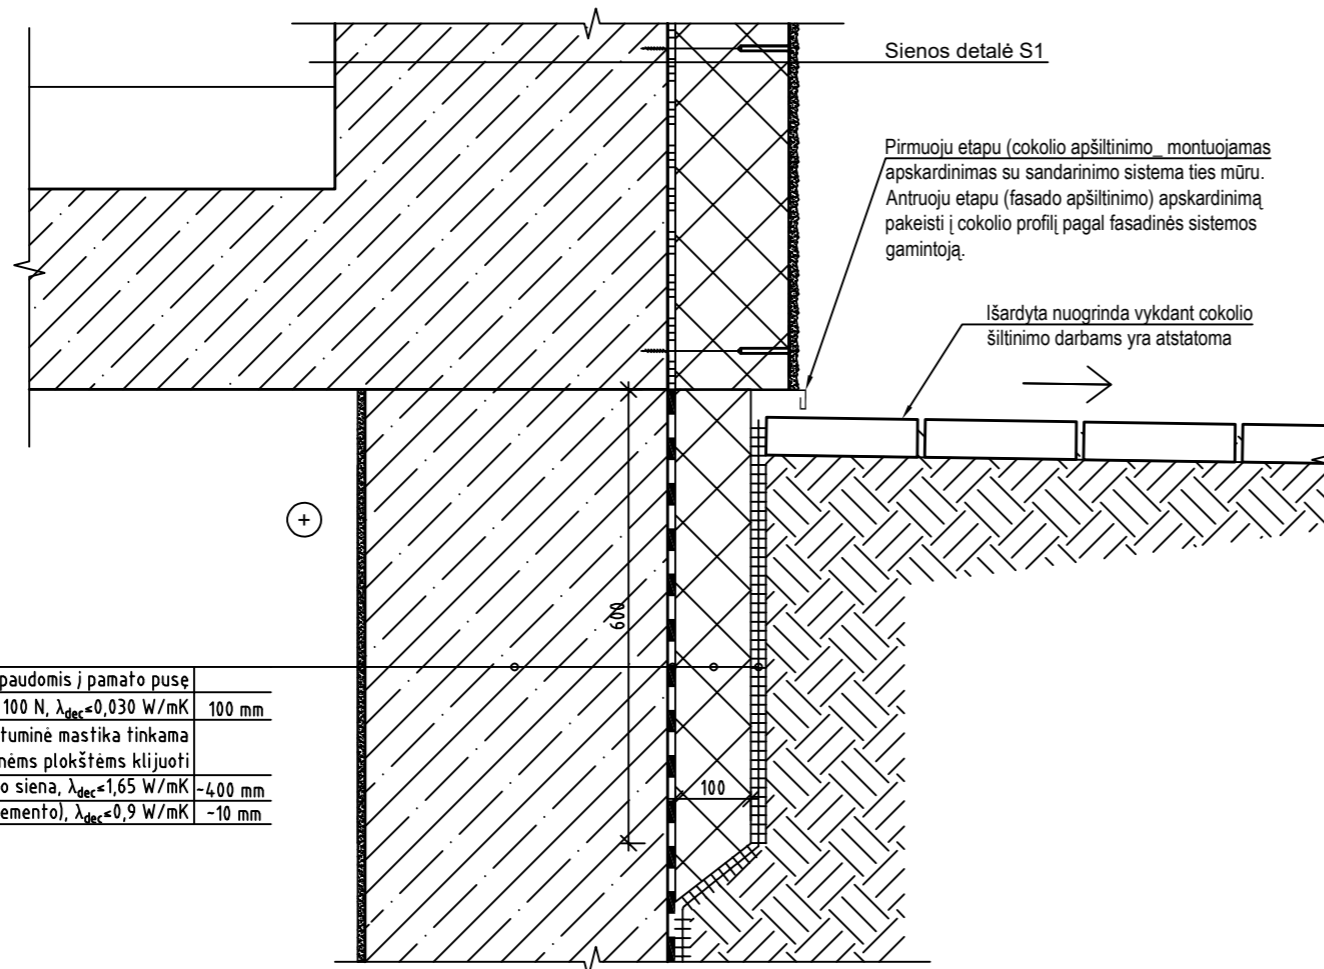 Sienos detalė S1
Pirmuoju etapu (cokolio apšiltinimo_ montuojamas
apskardinimas su sandarinimo sistema ties mūru.
Antruoju etapu (fasado apšiltinimo) apskardinimą
pakeisti į cokolio profilį pagal fasadinės sistemos
gamintoją.
Išardyta nuogrinda vykdant cokolio
šiltinimo darbams yra atstatoma
+
600
paudomis į pamato pusę
100 N, λdec≤0,030 W/mK 100 mm
tuminė mastika tinkama
nėms plokštėms klijuoti
o siena, λdec≤1,65 W/mK ~400 mm
emento), λdec≤0,9 W/mK ~10 mm
100